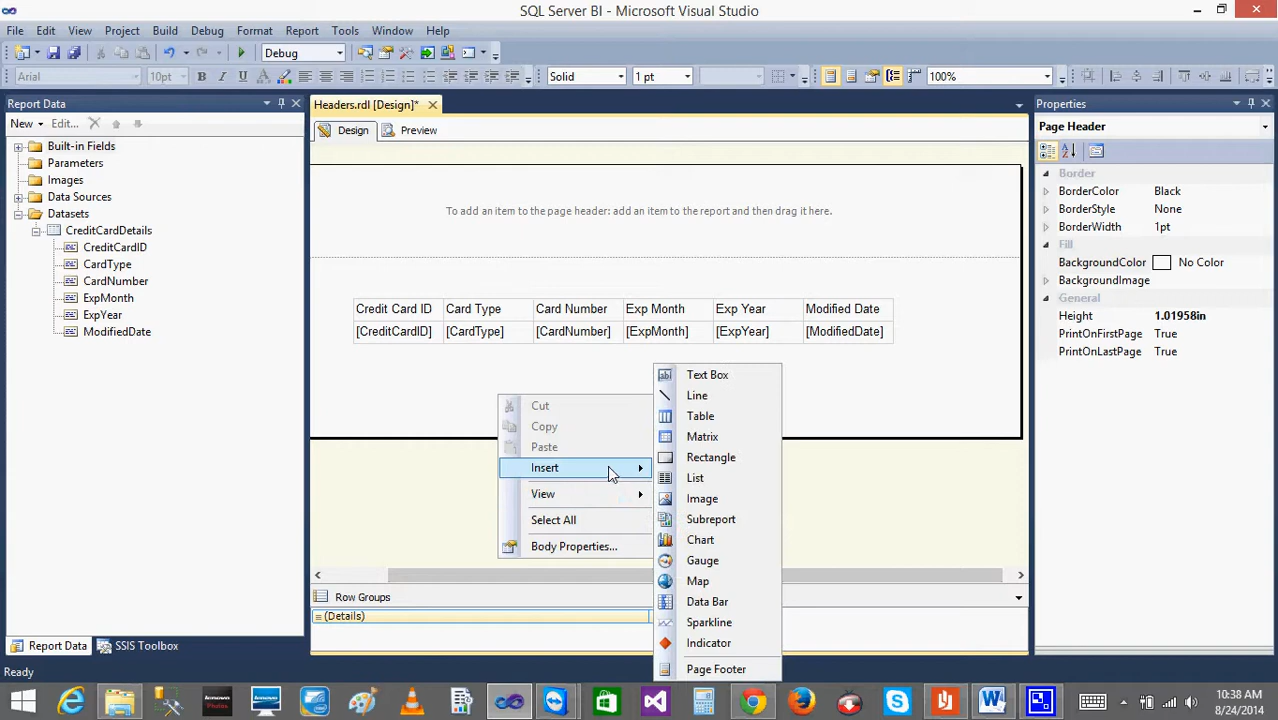 SQL Server BI - Microsoft Visual Studio
File Edit View Project Build Debug Format Report Tools Window Help
Debug
Arial 10pt B I U A Solid 1 pt 100%
Report Data
New Edit...
Built-in Fields
Parameters
Images
Data Sources
Datasets
CreditCardDetails
CreditCardID
CardType
CardNumber
ExpMonth
ExpYear
ModifiedDate
Report Data SSIS Toolbox
Headers.rdl [Design]*
Design Preview
To add an item to the page header: add an item to the report and then drag it here.
Credit Card ID Card Type Card Number Exp Month Exp Year Modified Date
[CreditCardID] [CardType] [CardNumber] [ExpMonth] [ExpYear] [ModifiedDate]
Cut
Copy
Paste
Insert
View
Select All
Body Properties...
Text Box
Line
Table
Matrix
Rectangle
List
Image
Subreport
Chart
Gauge
Map
Data Bar
Sparkline
Indicator
Page Footer
Row Groups
(Details)
Properties
Page Header
Border
BorderColor Black
BorderStyle None
BorderWidth 1pt
Fill
BackgroundColor No Color
BackgroundImage
General
Height 1.01958in
PrintOnFirstPage True
PrintOnLastPage True
Ready
10:38 AM
8/24/2014